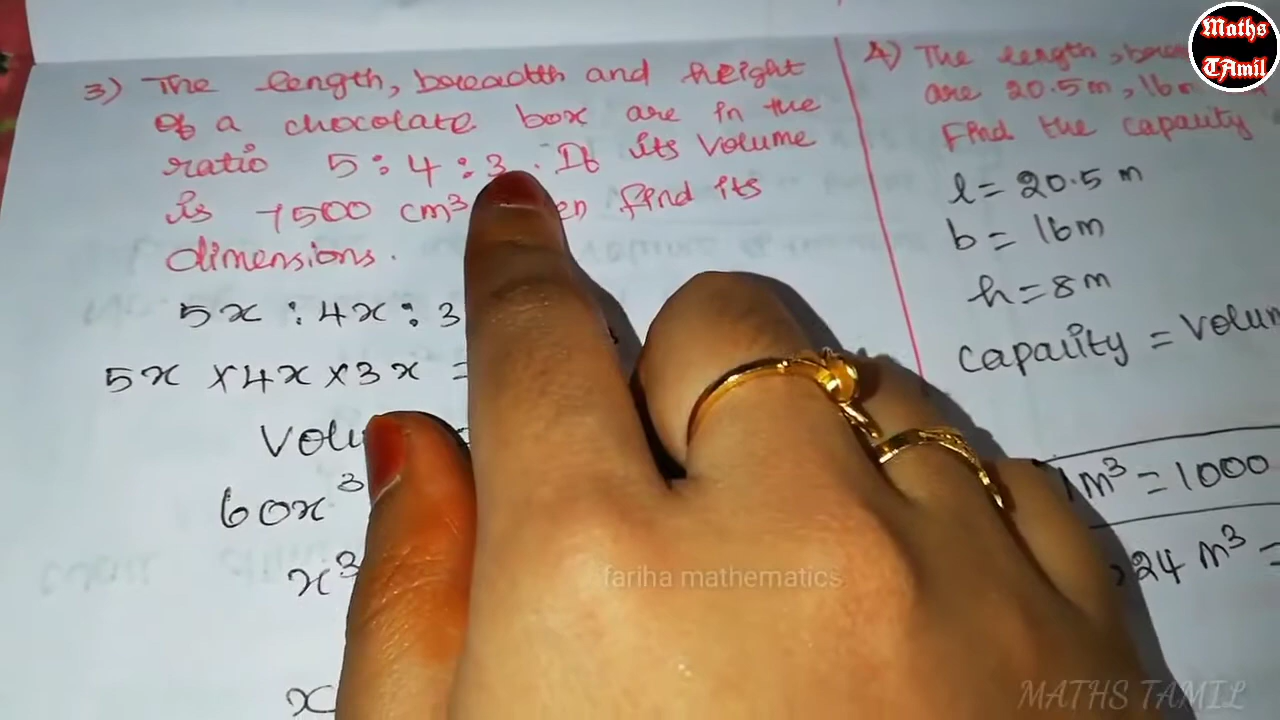 3) The length, breadth and height
of a chocolate box are in the
ratio 5 : 4 : 3 . If its volume
is 7500 cm³ find its
dimensions.
5x : 4x : 3
5x × 4x × 3x =
Volu
60x³
x³
x
4) The length,
are 20.5m, 16m
Find the capacity
l = 20.5 m
b = 16m
h = 8m
capacity = Volum
1m³ = 1000
24 m³ =
Maths
TAmil
fariha mathematics
MATHS TAMIL